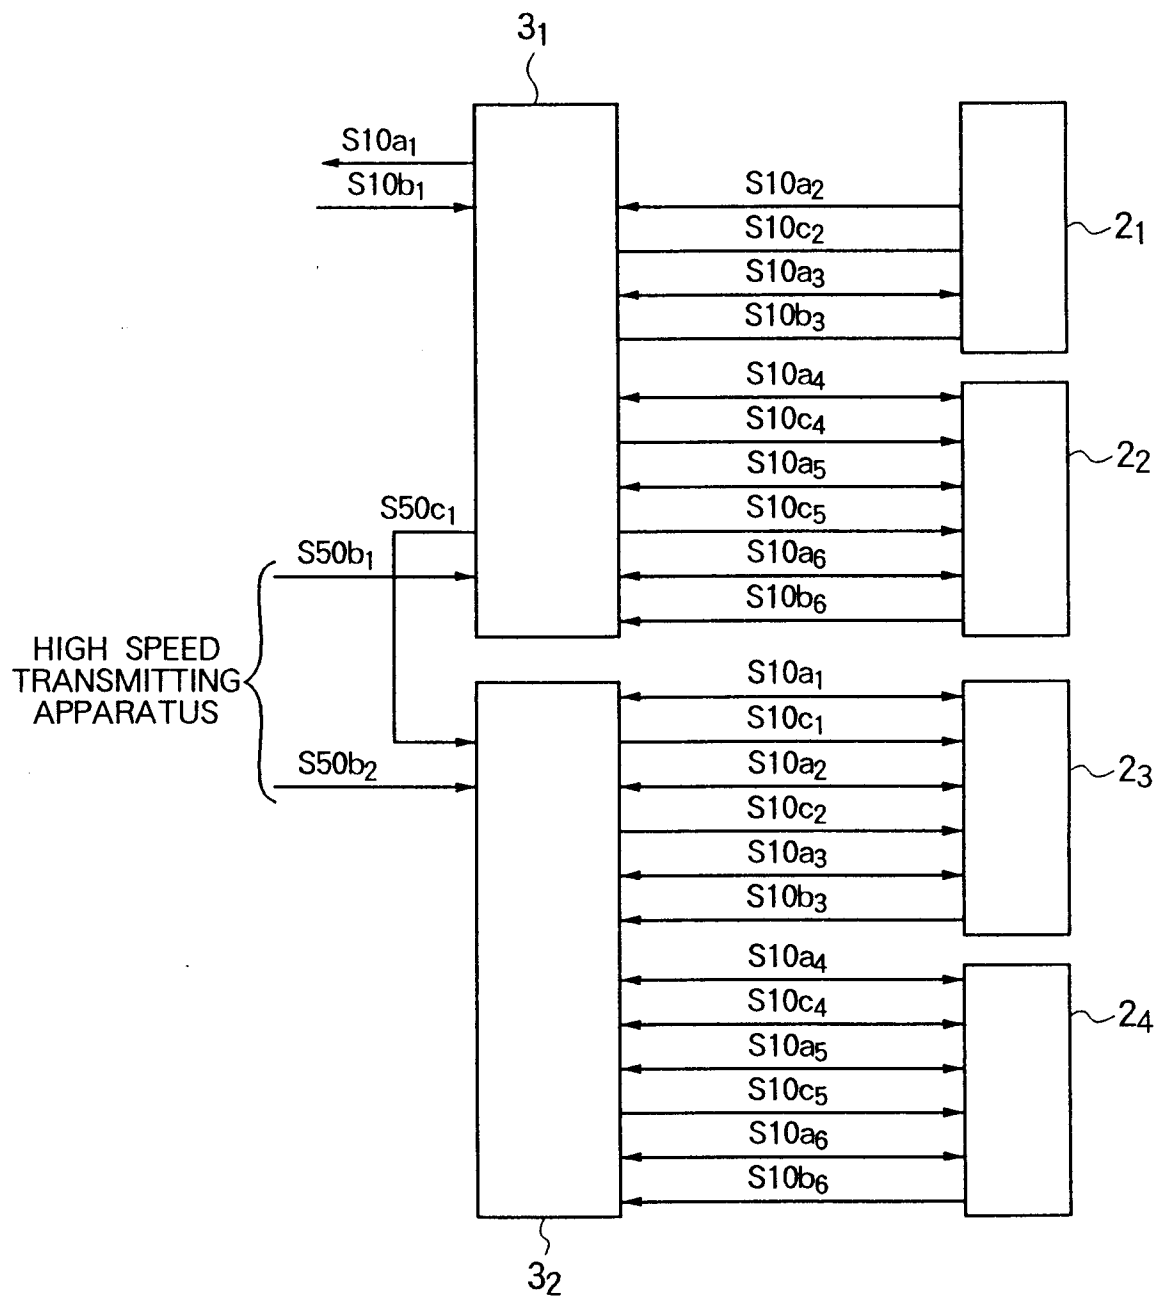 3₁
S10a₁
S10b₁
S10a₂
S10c₂
S10a₃
S10b₃
2₁
S10a₄
S10c₄
S10a₅
S10c₅
S10a₆
S10b₆
2₂
S50c₁
S50b₁
HIGH SPEED
TRANSMITTING
APPARATUS
S50b₂
S10a₁
S10c₁
S10a₂
S10c₂
S10a₃
S10b₃
2₃
S10a₄
S10c₄
S10a₅
S10c₅
S10a₆
S10b₆
2₄
3₂